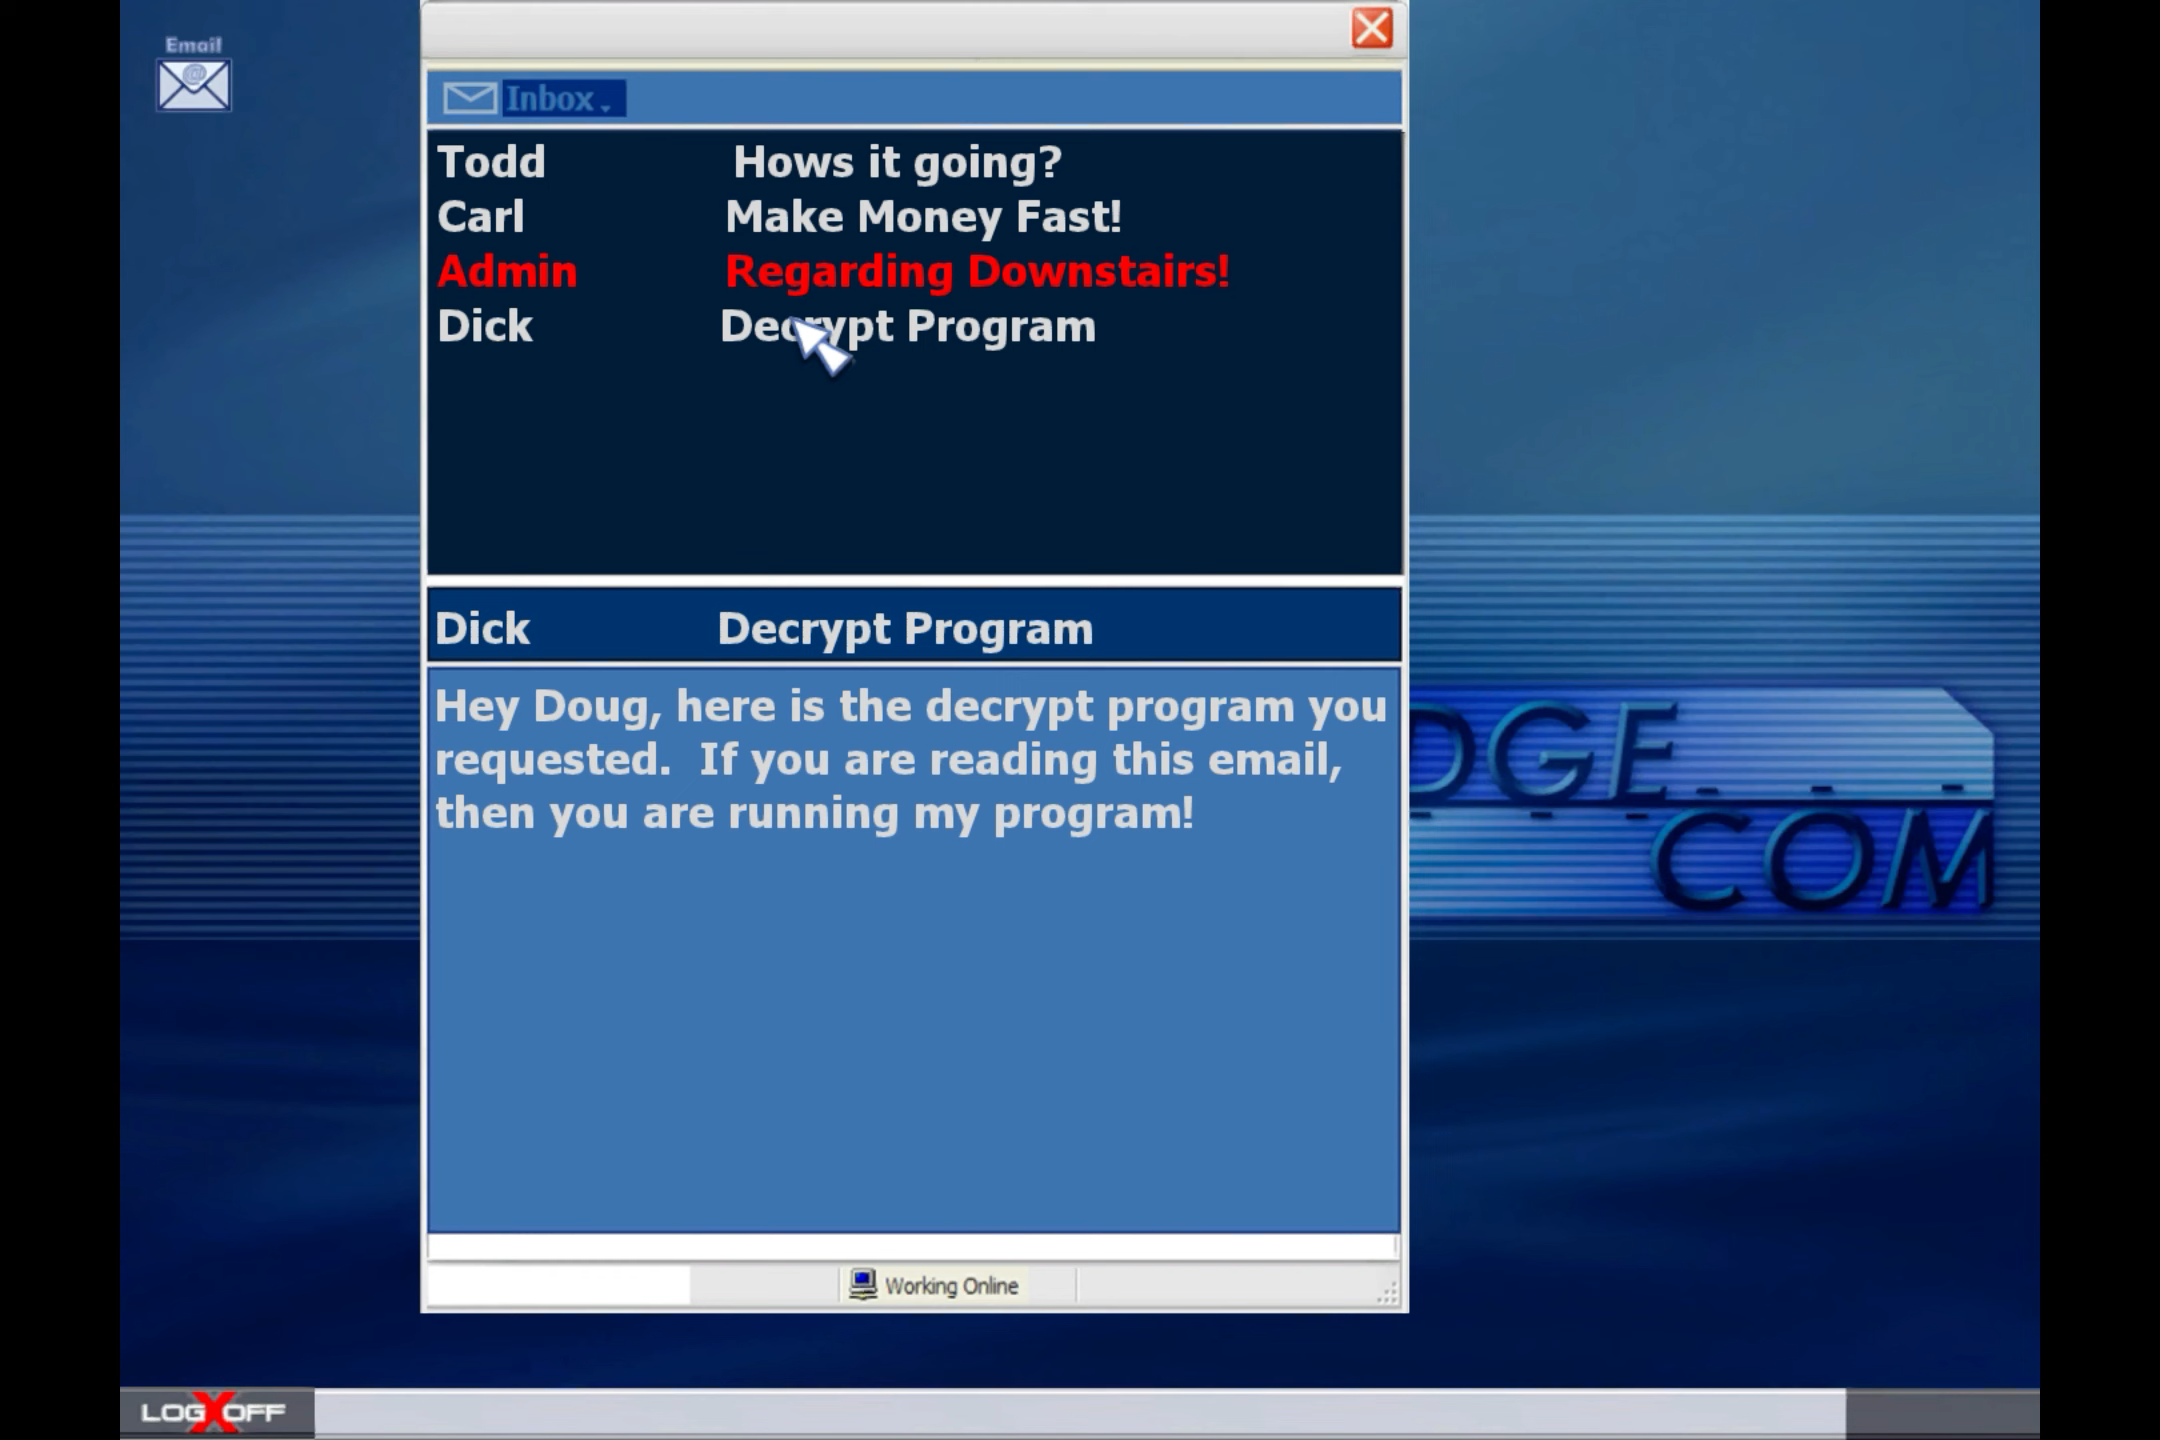 Email
Inbox
Todd Hows it going?
Carl Make Money Fast!
Admin Regarding Downstairs!
Dick Decrypt Program
Dick Decrypt Program
Hey Doug, here is the decrypt program you
requested. If you are reading this email,
then you are running my program!
DGE
COM
Working Online
LOG OFF